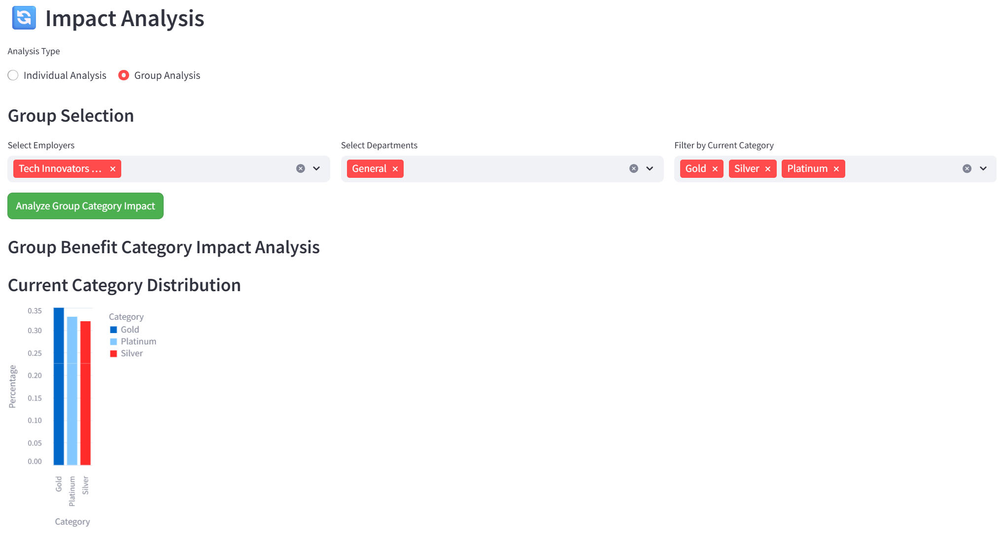 Impact Analysis
Analysis Type
Individual Analysis
Group Analysis
Group Selection
Select Employers
Select Departments
Filter by Current Category
Tech Innovators ...
General
Gold
Silver
Platinum
Analyze Group Category Impact
Group Benefit Category Impact Analysis
Current Category Distribution
0.35
0.30
0.25
0.20
0.15
0.10
0.05
0.00
Percentage
Gold
Platinum
Silver
Category
Category
Gold
Platinum
Silver